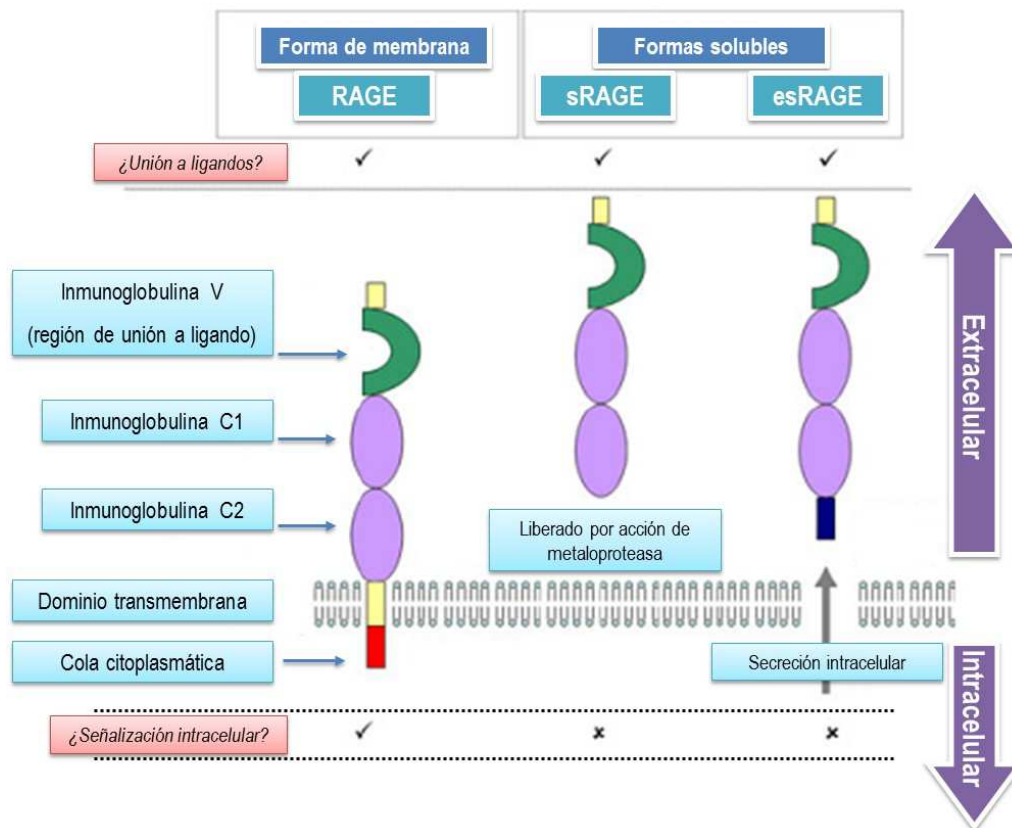 Forma de membrana
Formas solubles
RAGE
sRAGE
esRAGE
¿Unión a ligandos?
✓
✓
✓
Inmunoglobulina V
(región de unión a ligando)
Inmunoglobulina C1
Inmunoglobulina C2
Liberado por acción de
metaloproteasa
Dominio transmembrana
Cola citoplasmática
Secreción intracelular
¿Señalización intracelular?
✓
✘
✘
Extracelular
Intracelular